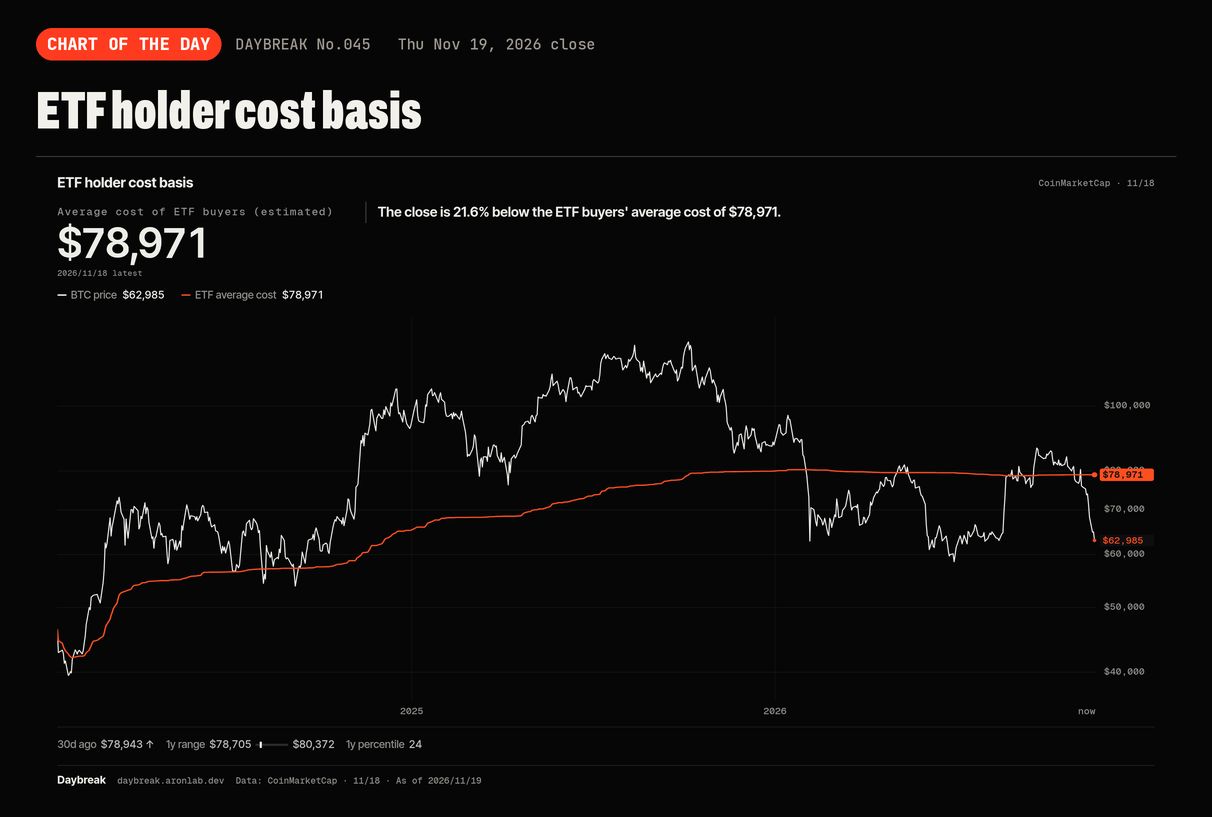 CHART OF THE DAY DAYBREAK No.045 Thu Nov 19, 2026 close
ETF holder cost basis
ETF holder cost basis CoinMarketCap · 11/18
Average cost of ETF buyers (estimated) The close is 21.6% below the ETF buyers' average cost of $78,971.
$78,971
2026/11/18 latest
BTC price $62,985 ETF average cost $78,971
$100,000
$78,971
$70,000
$62,985
$60,000
$50,000
$40,000
2025 2026 now
30d ago $78,943 ↑ 1y range $78,705 $80,372 1y percentile 24
Daybreak daybreak.aronlab.dev Data: CoinMarketCap · 11/18 · As of 2026/11/19